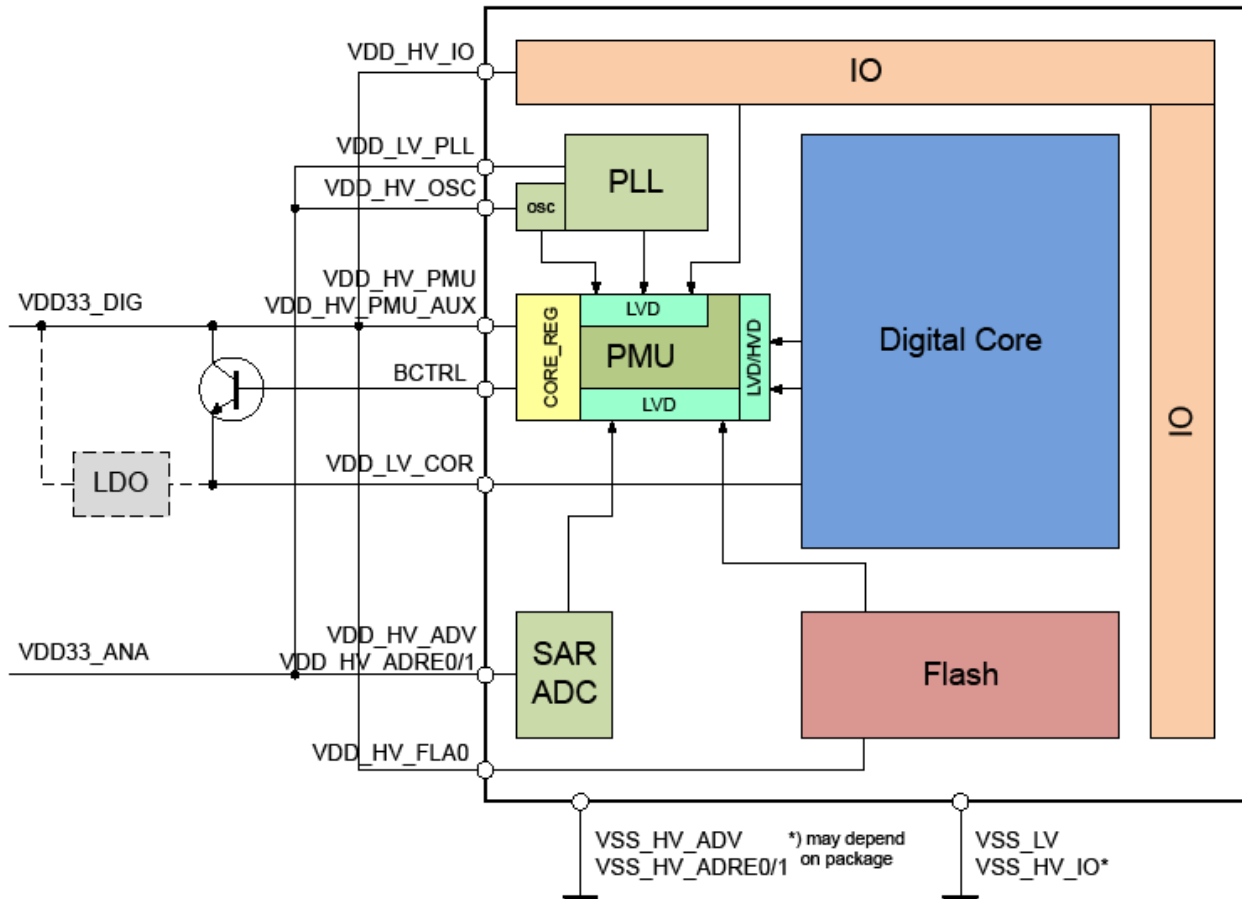 VDD_HV_IO
IO
VDD_LV_PLL
PLL
VDD_HV_OSC
osc
VDD_HV_PMU
VDD33_DIG
VDD_HV_PMU_AUX
LVD
CORE_REG
PMU
LVD/HVD
Digital Core
BCTRL
LVD
IO
VDD_LV_COR
LDO
VDD_HV_ADV
VDD33_ANA
VDD_HV_ADRE0/1
SAR
ADC
Flash
VDD_HV_FLA0
VSS_HV_ADV
VSS_HV_ADRE0/1
*) may depend
on package
VSS_LV
VSS_HV_IO*